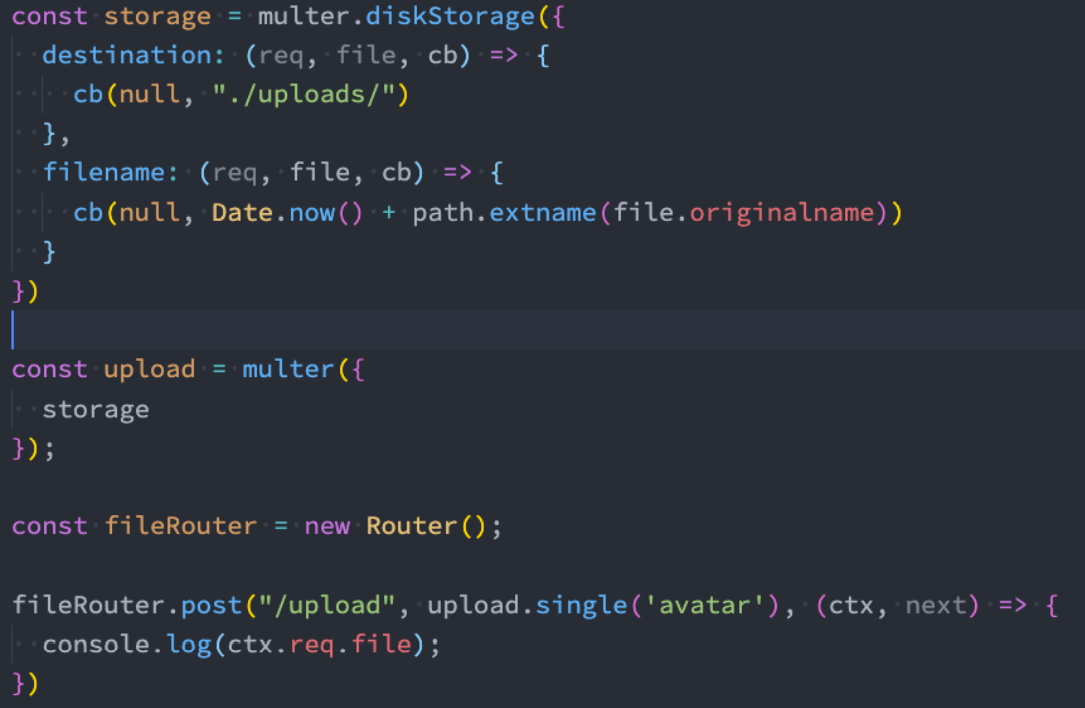 const storage = multer.diskStorage({
  destination: (req, file, cb) => {
    cb(null, "./uploads/")
  },
  filename: (req, file, cb) => {
    cb(null, Date.now() + path.extname(file.originalname))
  }
})

const upload = multer({
  storage
});

const fileRouter = new Router();

fileRouter.post("/upload", upload.single('avatar'), (ctx, next) => {
  console.log(ctx.req.file);
})